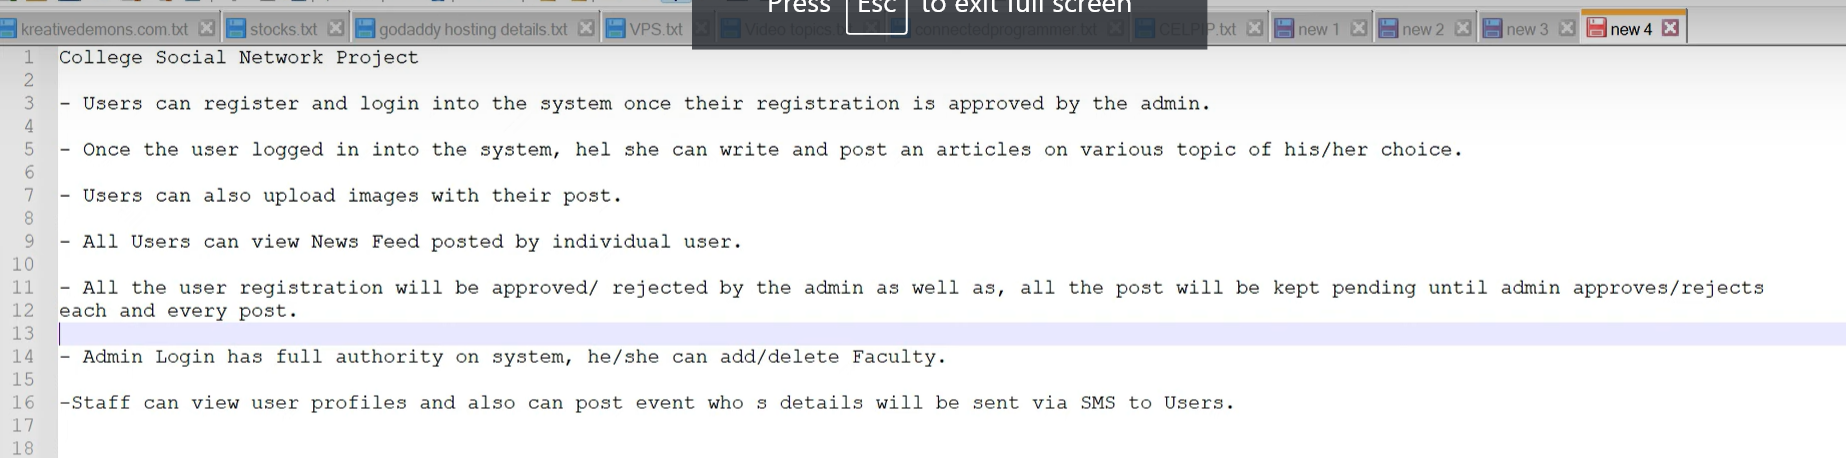 Press Esc to exit full screen
kreativedemons.com.txt stocks.txt godaddy hosting details.txt VPS.txt Video topics.t connectedprogrammer.txt CELPIP.txt new 1 new 2 new 3 new 4
1 College Social Network Project
2
3 - Users can register and login into the system once their registration is approved by the admin.
4
5 - Once the user logged in into the system, hel she can write and post an articles on various topic of his/her choice.
6
7 - Users can also upload images with their post.
8
9 - All Users can view News Feed posted by individual user.
10
11 - All the user registration will be approved/ rejected by the admin as well as, all the post will be kept pending until admin approves/rejects
12 each and every post.
13
14 - Admin Login has full authority on system, he/she can add/delete Faculty.
15
16 -Staff can view user profiles and also can post event who s details will be sent via SMS to Users.
17
18